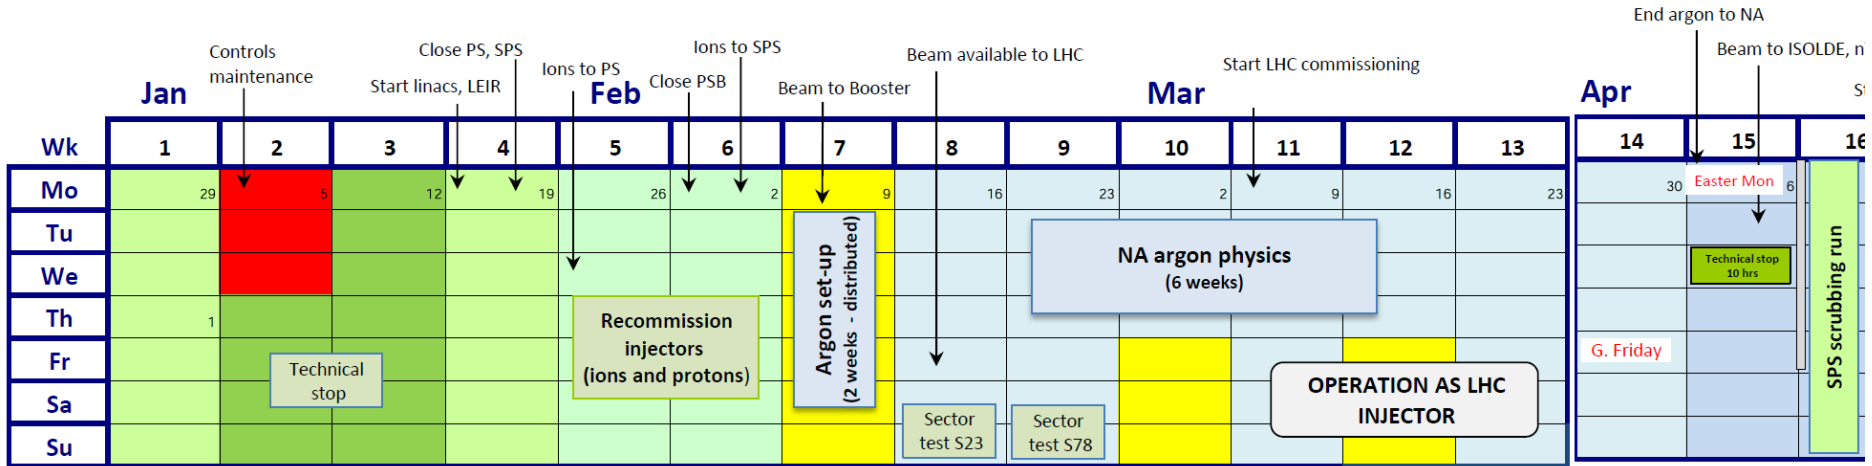 End argon to NA
Controls
maintenance
Close PS, SPS
Ions to SPS
Beam available to LHC
Beam to ISOLDE, n
Start linacs, LEIR
Ions to PS
Close PSB
Beam to Booster
Start LHC commissioning
St
Jan
Feb
Mar
Apr
Wk 1 2 3 4 5 6 7 8 9 10 11 12 13 14 15 16
Mo 29 5 12 19 26 2 9 16 23 2 9 16 23 30 Easter Mon 6
Tu
We
Th 1
Fr
Sa
Su
Technical
stop
Recommission
injectors
(ions and protons)
Argon set-up
(2 weeks - distributed)
Sector
test S23
Sector
test S78
NA argon physics
(6 weeks)
OPERATION AS LHC
INJECTOR
G. Friday
Technical stop
10 hrs
SPS scrubbing run